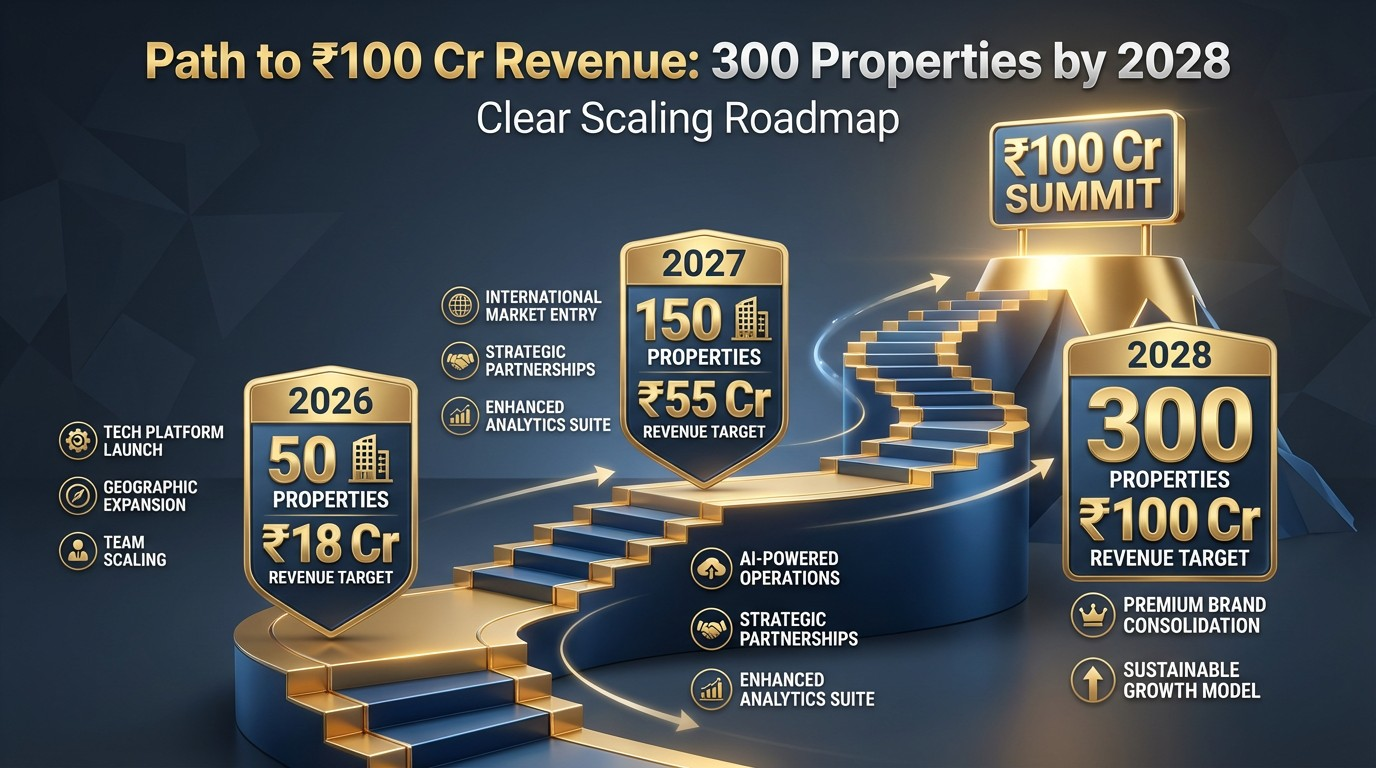 Path to ₹100 Cr Revenue: 300 Properties by 2028
Clear Scaling Roadmap
₹100 Cr
SUMMIT
TECH PLATFORM
LAUNCH
GEOGRAPHIC
EXPANSION
TEAM
SCALING
2026
50
PROPERTIES
₹18 Cr
REVENUE TARGET
INTERNATIONAL
MARKET ENTRY
STRATEGIC
PARTNERSHIPS
ENHANCED
ANALYTICS SUITE
2027
150
PROPERTIES
₹55 Cr
REVENUE TARGET
AI-POWERED
OPERATIONS
STRATEGIC
PARTNERSHIPS
ENHANCED
ANALYTICS SUITE
2028
300
PROPERTIES
₹100 Cr
REVENUE TARGET
PREMIUM BRAND
CONSOLIDATION
SUSTAINABLE
GROWTH MODEL